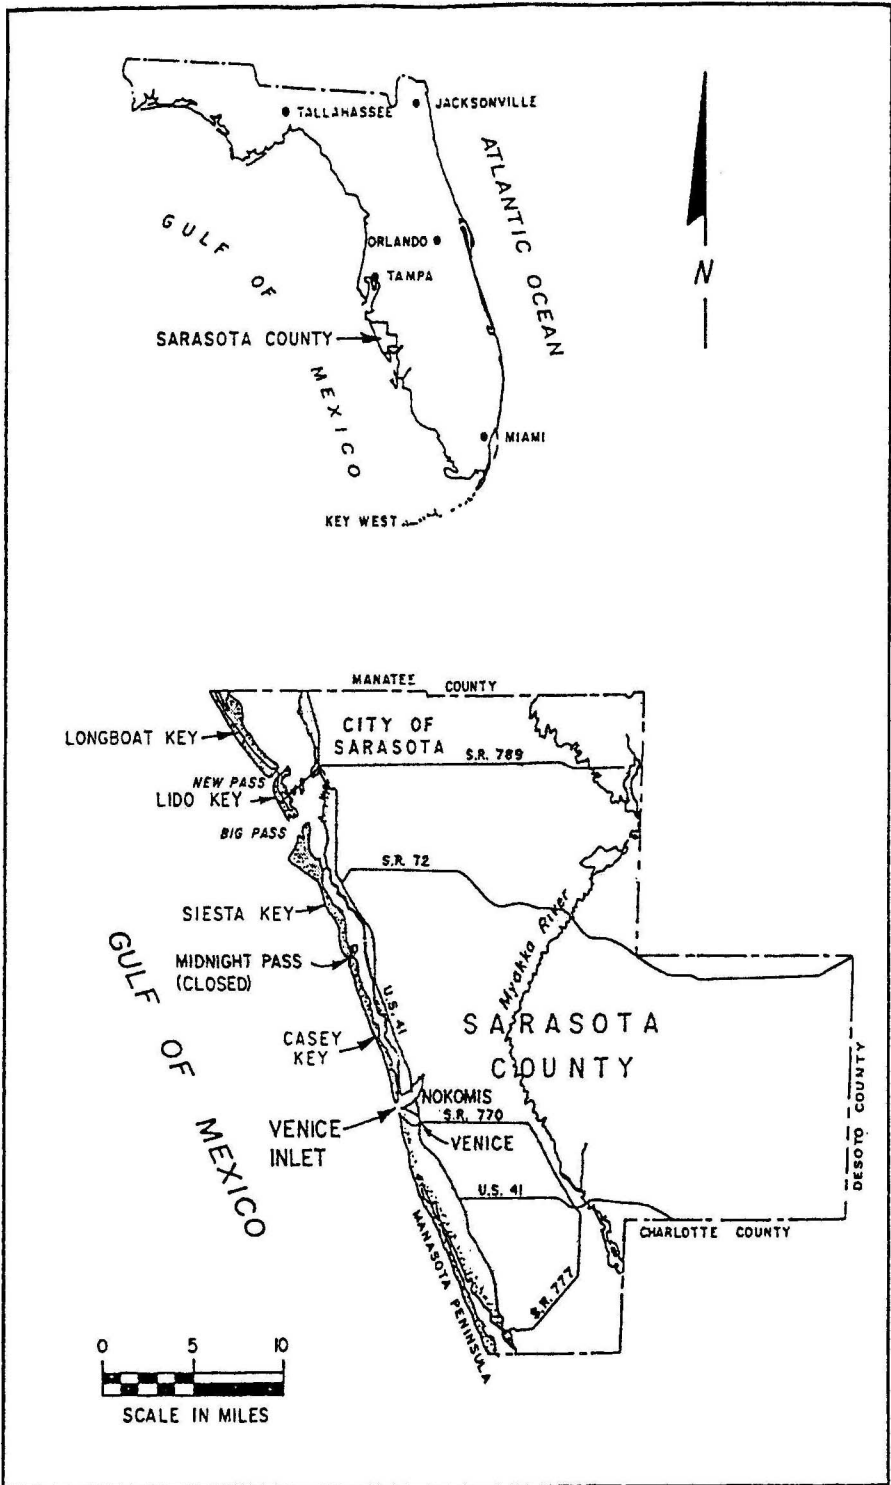 TALLAHASSEE
JACKSONVILLE
ATLANTIC OCEAN
GULF OF MEXICO
ORLANDO
TAMPA
SARASOTA COUNTY
MIAMI
KEY WEST
N
MANATEE COUNTY
CITY OF
SARASOTA
LONGBOAT KEY
S.R. 789
NEW PASS
LIDO KEY
BIG PASS
S.R. 72
SIESTA KEY
Myakka River
GULF OF MEXICO
MIDNIGHT PASS
(CLOSED)
U.S. 41
SARASOTA
COUNTY
CASEY
KEY
NOKOMIS
S.R. 770
VENICE
INLET
VENICE
DESOTO COUNTY
U.S. 41
CHARLOTTE COUNTY
MANASOTA PENINSULA
S.R. 777
0 5 10
SCALE IN MILES